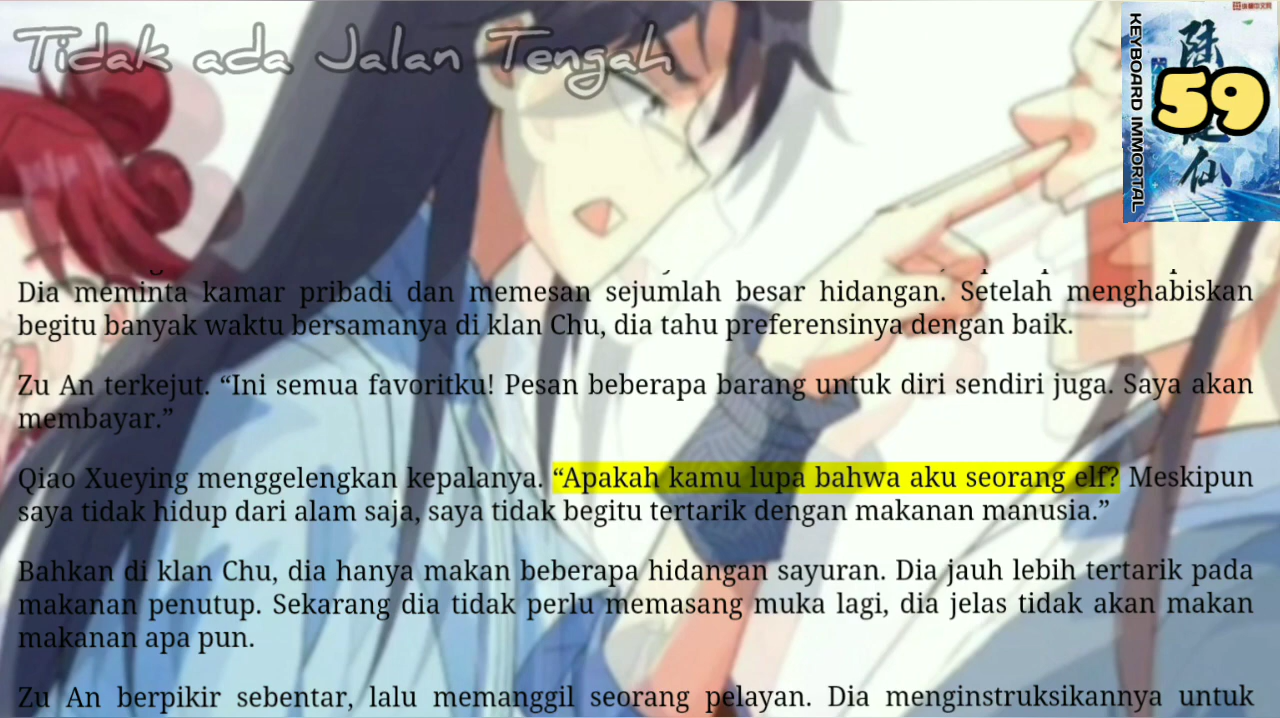 Tidak ada Jalan Tengah
KEYBOARD IMMORTAL
59
仙
Dia meminta kamar pribadi dan memesan sejumlah besar hidangan. Setelah menghabiskan
begitu banyak waktu bersamanya di klan Chu, dia tahu preferensinya dengan baik.
Zu An terkejut. “Ini semua favoritku! Pesan beberapa barang untuk diri sendiri juga. Saya akan
membayar.”
Qiao Xueying menggelengkan kepalanya. “Apakah kamu lupa bahwa aku seorang elf? Meskipun
saya tidak hidup dari alam saja, saya tidak begitu tertarik dengan makanan manusia.”
Bahkan di klan Chu, dia hanya makan beberapa hidangan sayuran. Dia jauh lebih tertarik pada
makanan penutup. Sekarang dia tidak perlu memasang muka lagi, dia jelas tidak akan makan
makanan apa pun.
Zu An berpikir sebentar, lalu memanggil seorang pelayan. Dia menginstruksikannya untuk